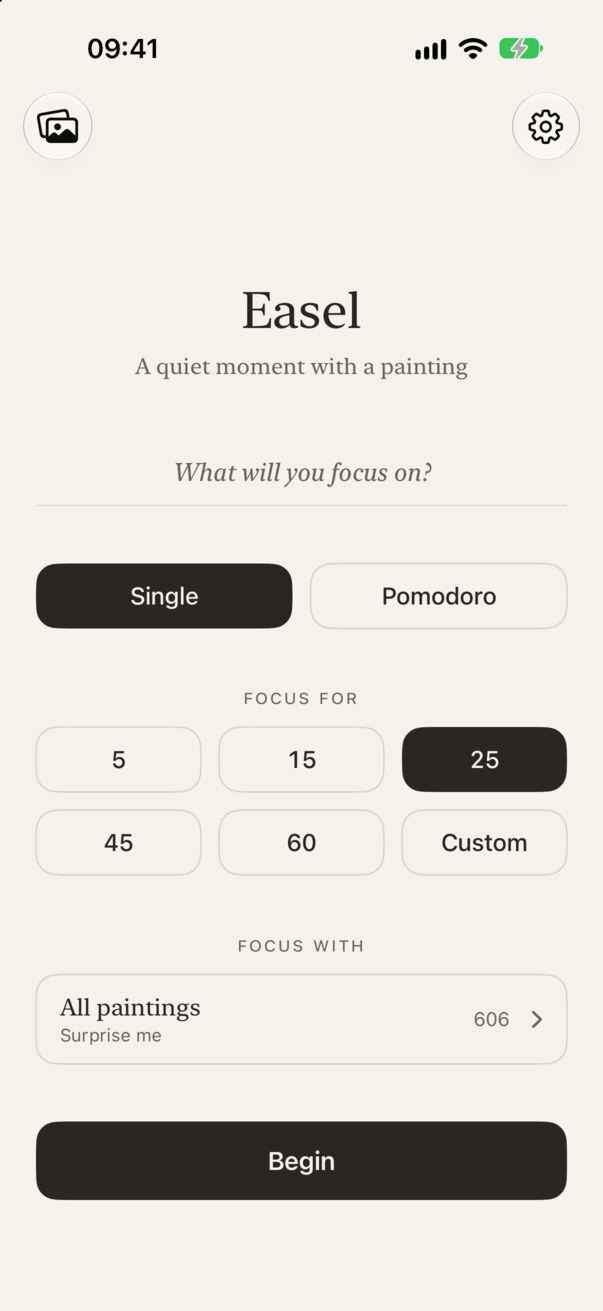 09:41
Easel
A quiet moment with a painting
What will you focus on?
Single
Pomodoro
FOCUS FOR
5
15
25
45
60
Custom
FOCUS WITH
All paintings
Surprise me
606
Begin